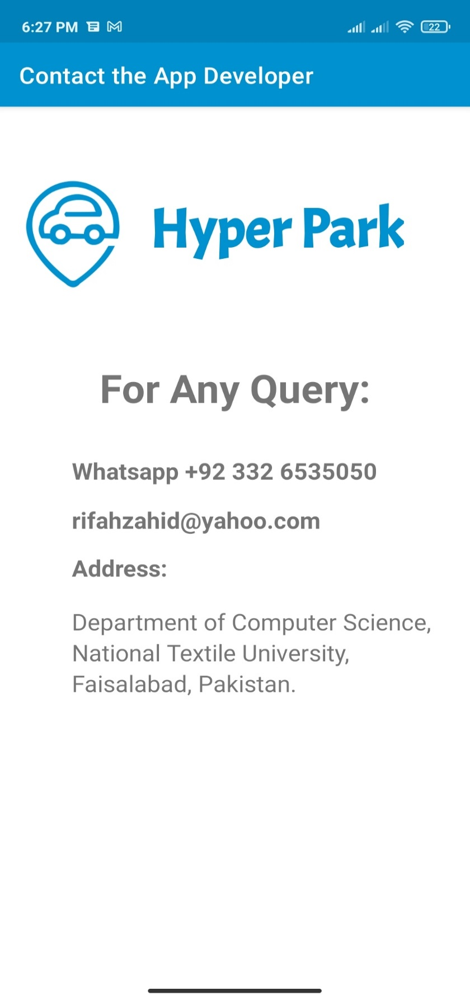 6:27 PM
22
Contact the App Developer
Hyper Park
For Any Query:
Whatsapp +92 332 6535050
rifahzahid@yahoo.com
Address:
Department of Computer Science,
National Textile University,
Faisalabad, Pakistan.